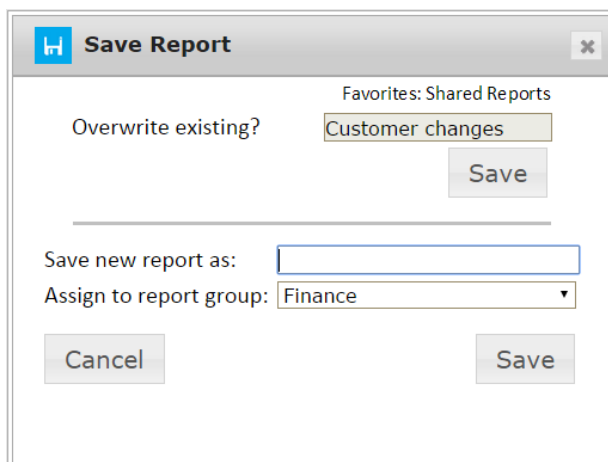 Save Report
Favorites: Shared Reports
Overwrite existing? Customer changes
Save
Save new report as:
Assign to report group: Finance
Cancel Save